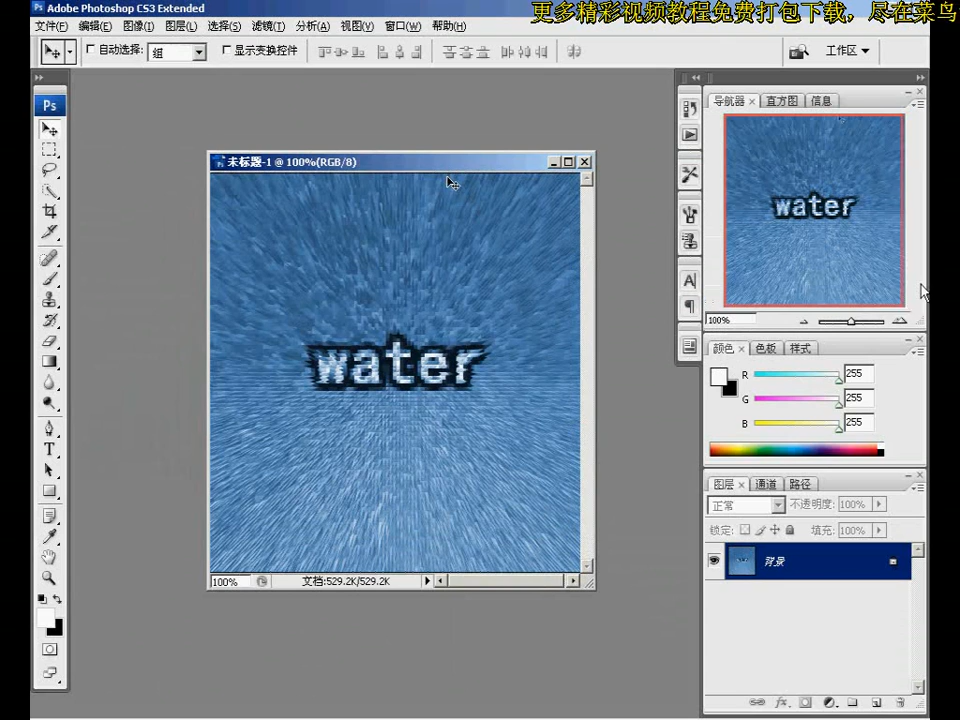 Adobe Photoshop CS3 Extended
更多精彩视频教程免费打包下载，尽在菜鸟
文件(F) 编辑(E) 图像(I) 图层(L) 选择(S) 滤镜(T) 分析(A) 视图(V) 窗口(W) 帮助(H)
自动选择: 组 显示变换控件 工作区
Ps
未标题-1 @ 100%(RGB/8)
water
100% 文档:529.2K/529.2K
导航器 × 直方图 信息
water
100%
颜色 × 色板 样式
R 255
G 255
B 255
图层 × 通道 路径
正常 不透明度: 100%
锁定: 填充: 100%
背景